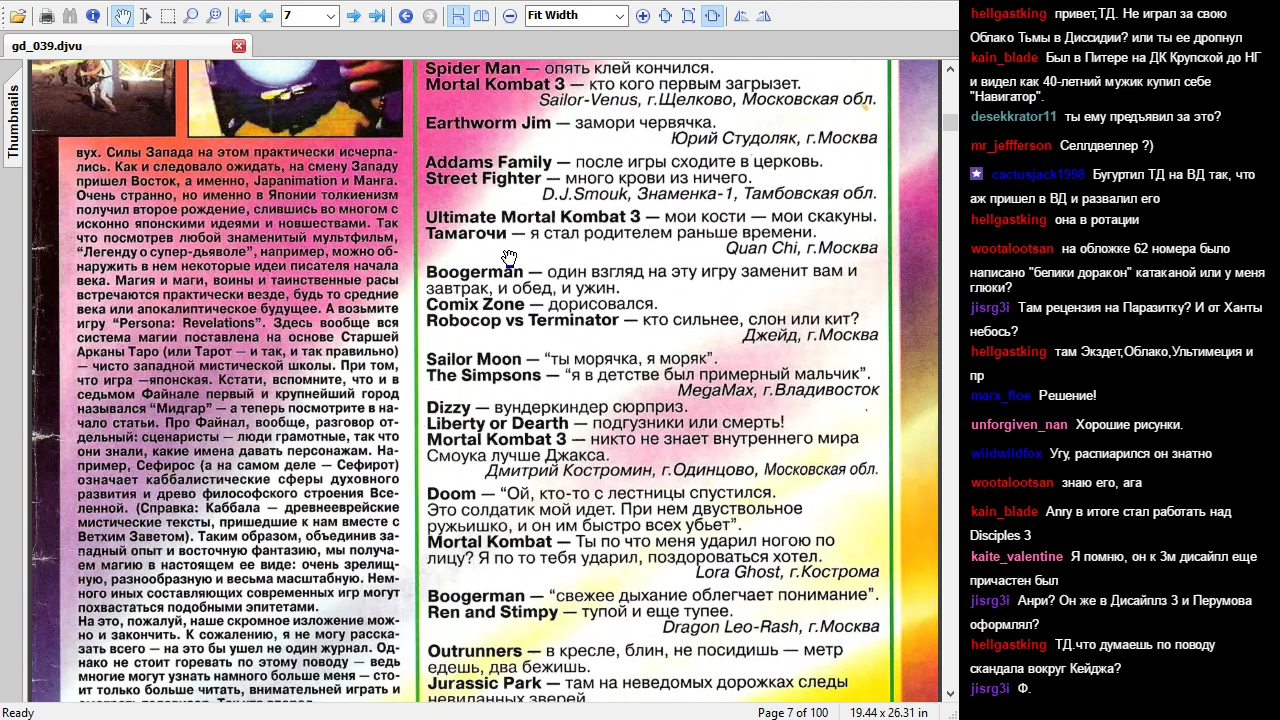 7
Fit Width
gd_039.djvu
Thumbnails
вух. Силы Запада на этом практически исчерпа-
лись. Как и следовало ожидать, на смену Западу
пришел Восток, а именно, Japanimation и Манга.
Очень странно, но именно в Японии толкиенизм
получил второе рождение, слившись во многом с
исконно японскими идеями и новшествами. Так
что посмотрев любой знаменитый мультфильм,
“Легенду о супер-дьяволе”, например, можно об-
наружить в нем некоторые идеи писателя начала
века. Магия и маги, воины и таинственные расы
встречаются практически везде, будь то средние
века или апокалиптическое будущее. А возьмите
игру “Persona: Revelations”. Здесь вообще вся
система магии поставлена на основе Старшей
Арканы Таро (или Тарот — и так, и так правильно)
— чисто западной мистической школы. При том,
что игра —японская. Кстати, вспомните, что и в
седьмом Файнале первый и крупнейший город
назывался “Мидгар” — а теперь посмотрите в на-
чало статьи. Про Файнал, вообще, разговор от-
дельный: сценаристы — люди грамотные, так что
они знали, какие имена давать персонажам. На-
пример, Сефирос (а на самом деле — Сефирот)
означает каббалистические сферы духовного
развития и древо философского строения Все-
ленной. (Справка: Каббала — древнееврейские
мистические тексты, пришедшие к нам вместе с
Ветхим Заветом). Таким образом, объединив за-
падный опыт и восточную фантазию, мы получа-
ем магию в настоящем ее виде: очень зрелищ-
ную, разнообразную и весьма масштабную. Нем-
ного иных составляющих современных игр могут
похвастаться подобными эпитетами.
На это, пожалуй, наше скромное изложение мож-
но и закончить. К сожалению, я не могу расска-
зать всего — на это бы ушел не один журнал. Од-
нако не стоит горевать по этому поводу — ведь
многие могут узнать намного больше меня — сто-
ит только больше читать, внимательней играть и
Spider Man — опять клей кончился.
Mortal Kombat 3 — кто кого первым загрызет.
Sailor-Venus, г.Щелково, Московская обл.
Earthworm Jim — замори червячка.
Юрий Студоляк, г.Москва
Addams Family — после игры сходите в церковь.
Street Fighter — много крови из ничего.
D.J.Smouk, Знаменка-1, Тамбовская обл.
Ultimate Mortal Kombat 3 — мои кости — мои скакуны.
Тамагочи — я стал родителем раньше времени.
Quan Chi, г.Москва
Boogerman — один взгляд на эту игру заменит вам и
завтрак, и обед, и ужин.
Comix Zone — дорисовался.
Robocop vs Terminator — кто сильнее, слон или кит?
Джейд, г.Москва
Sailor Moon — “ты морячка, я моряк”.
The Simpsons — “я в детстве был примерный мальчик”.
MegaMax, г.Владивосток
Dizzy — вундеркиндер сюрприз.
Liberty or Dearth — подгузники или смерть!
Mortal Kombat 3 — никто не знает внутреннего мира
Смоука лучше Джакса.
Дмитрий Костромин, г.Одинцово, Московская обл.
Doom — “Ой, кто-то с лестницы спустился.
Это солдатик мой идет. При нем двуствольное
ружьишко, и он им быстро всех убьет”.
Mortal Kombat — Ты по что меня ударил ногою по
лицу? Я по то тебя ударил, поздороваться хотел.
Lora Ghost, г.Кострома
Boogerman — “свежее дыхание облегчает понимание”.
Ren and Stimpy — тупой и еще тупее.
Dragon Leo-Rash, г.Москва
Outrunners — в кресле, блин, не посидишь — метр
едешь, два бежишь.
Jurassic Park — там на неведомых дорожках следы
невиданных зверей
hellgastking привет,ТД. Не играл за свою
Облако Тьмы в Диссидии? или ты ее дропнул
kain_blade Был в Питере на ДК Крупской до НГ
и видел как 40-летний мужик купил себе
"Навигатор".
desekkrator11 ты ему предъявил за это?
mr_jeffferson Селлдвеллер ?)
cactusjack1998 Бугуртил ТД на ВД так, что
аж пришел в ВД и развалил его
hellgastking она в ротации
wootalootsan на обложке 62 номера было
написано "белики доракон" катаканой или у меня
глюки?
jisrg3i Там рецензия на Паразитку? И от Ханты
небось?
hellgastking там Экздет,Облако,Ультимеция и
пр
marx_floe Решение!
unforgiven_nan Хорошие рисунки.
wildwildfox Угу, распиарился он знатно
wootalootsan знаю его, ага
kain_blade Anry в итоге стал работать над
Disciples 3
kaite_valentine Я помню, он к 3м дисайпл еще
причастен был
jisrg3i Анри? Он же в Дисайплз 3 и Перумова
оформлял?
hellgastking ТД.что думаешь по поводу
скандала вокруг Кейджа?
jisrg3i Ф.
Ready
Page 7 of 100
19.44 x 26.31 in